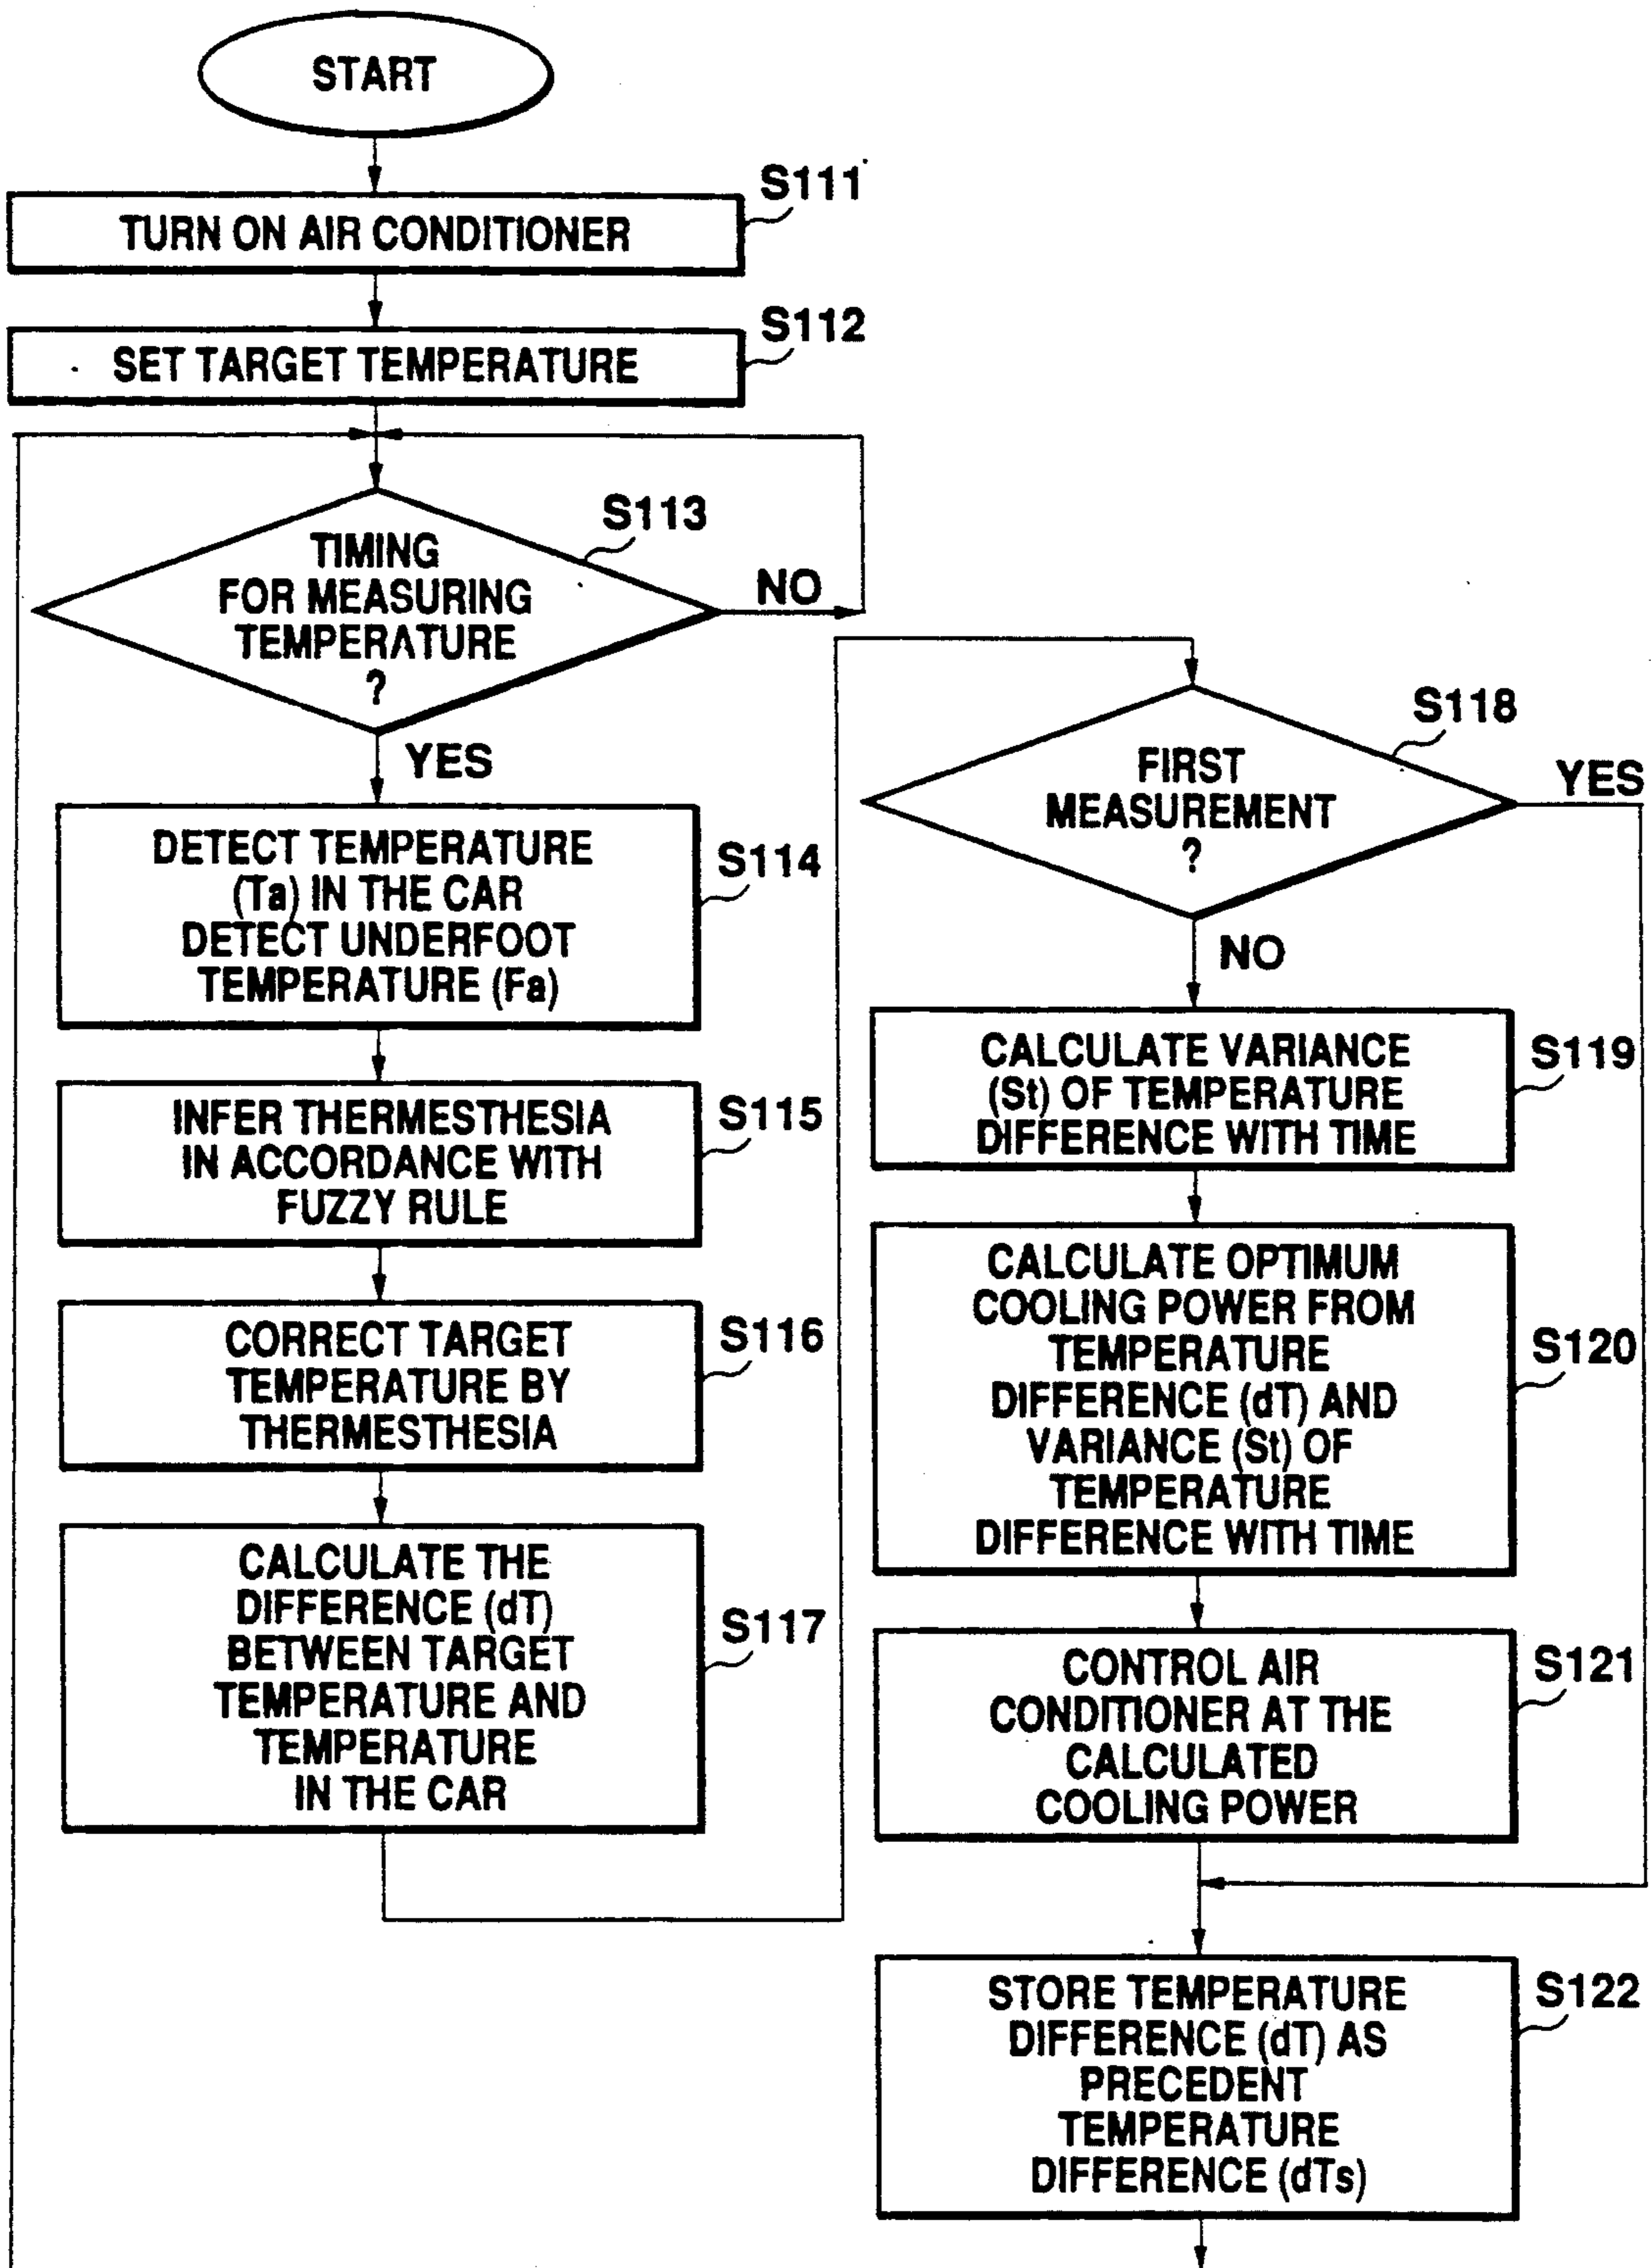 START
S111
TURN ON AIR CONDITIONER
S112
SET TARGET TEMPERATURE
S113
TIMING
FOR MEASURING
TEMPERATURE
?
NO
YES
S114
DETECT TEMPERATURE
(Ta) IN THE CAR
DETECT UNDERFOOT
TEMPERATURE (Fa)
S115
INFER THERMESTHESIA
IN ACCORDANCE WITH
FUZZY RULE
S116
CORRECT TARGET
TEMPERATURE BY
THERMESTHESIA
S117
CALCULATE THE
DIFFERENCE (dT)
BETWEEN TARGET
TEMPERATURE AND
TEMPERATURE
IN THE CAR
S118
FIRST
MEASUREMENT
?
YES
NO
S119
CALCULATE VARIANCE
(St) OF TEMPERATURE
DIFFERENCE WITH TIME
S120
CALCULATE OPTIMUM
COOLING POWER FROM
TEMPERATURE
DIFFERENCE (dT) AND
VARIANCE (St) OF
TEMPERATURE
DIFFERENCE WITH TIME
S121
CONTROL AIR
CONDITIONER AT THE
CALCULATED
COOLING POWER
S122
STORE TEMPERATURE
DIFFERENCE (dT) AS
PRECEDENT
TEMPERATURE
DIFFERENCE (dTs)